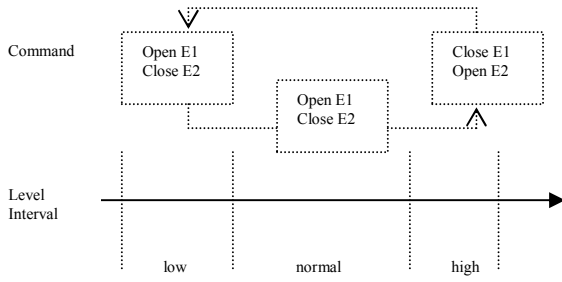 Command
Open E1
Close E2
Open E1
Close E2
Close E1
Open E2
Level
Interval
low
normal
high